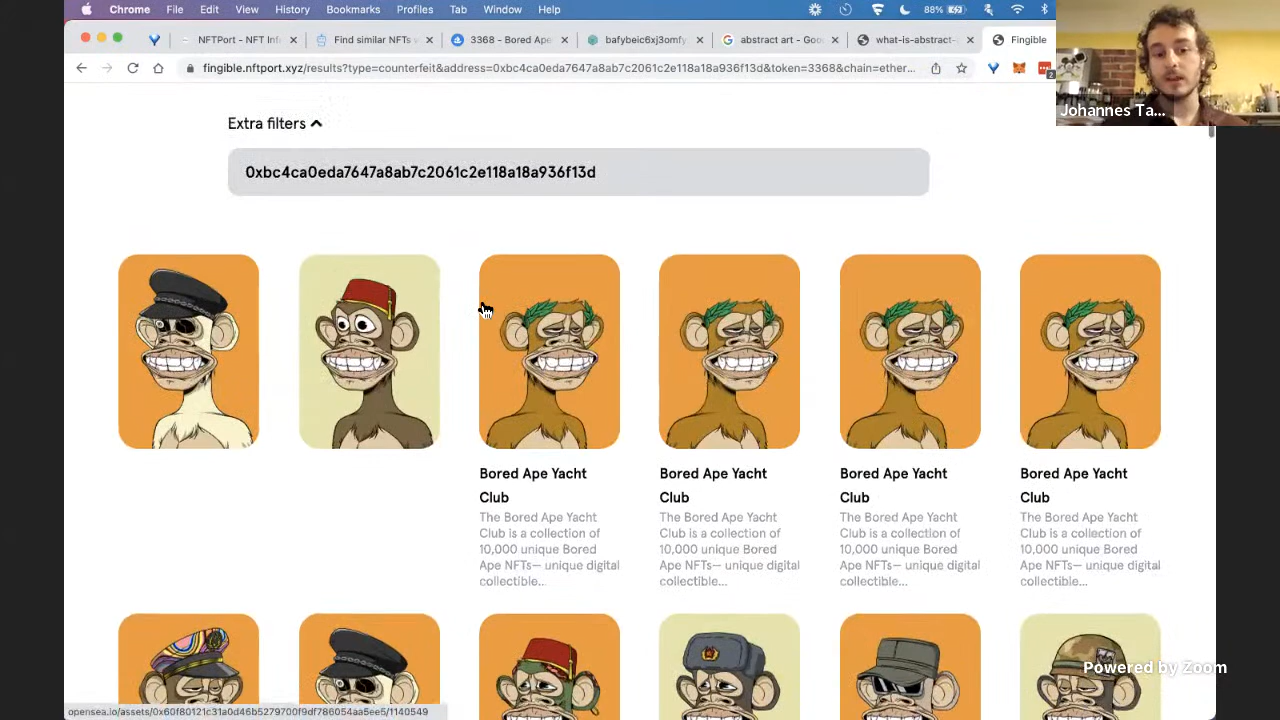 Chrome File Edit View History Bookmarks Profiles Tab Window Help 88%
NFTPort - NFT Inf
Find similar NFTs
3368 - Bored Ape
bafybeic6xj3omfy
abstract art - Goo
what-is-abstract-
Fingible
fingible.nftport.xyz/results?type=counterfeit&address=0xbc4ca0eda7647a8ab7c2061c2e118a18a936f13d&token=3368&chain=ether...
2
Johannes Ta...
Extra filters
0xbc4ca0eda7647a8ab7c2061c2e118a18a936f13d
Bored Ape Yacht
Club
The Bored Ape Yacht
Club is a collection of
10,000 unique Bored
Ape NFTs— unique digital
collectible...
Bored Ape Yacht
Club
The Bored Ape Yacht
Club is a collection of
10,000 unique Bored
Ape NFTs— unique digital
collectible...
Bored Ape Yacht
Club
The Bored Ape Yacht
Club is a collection of
10,000 unique Bored
Ape NFTs— unique digital
collectible...
Bored Ape Yacht
Club
The Bored Ape Yacht
Club is a collection of
10,000 unique Bored
Ape NFTs— unique digital
collectible...
Powered by Zoom
opensea.io/assets/0x60f80121c31a0d46b5279700f9df786054aa5ee5/1140549